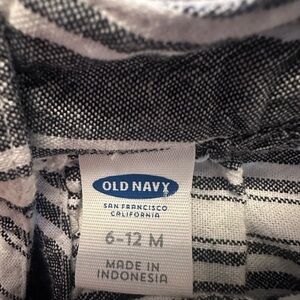 OLD NAVY
SAN FRANCISCO
CALIFORNIA
6-12 M
MADE IN
INDONESIA